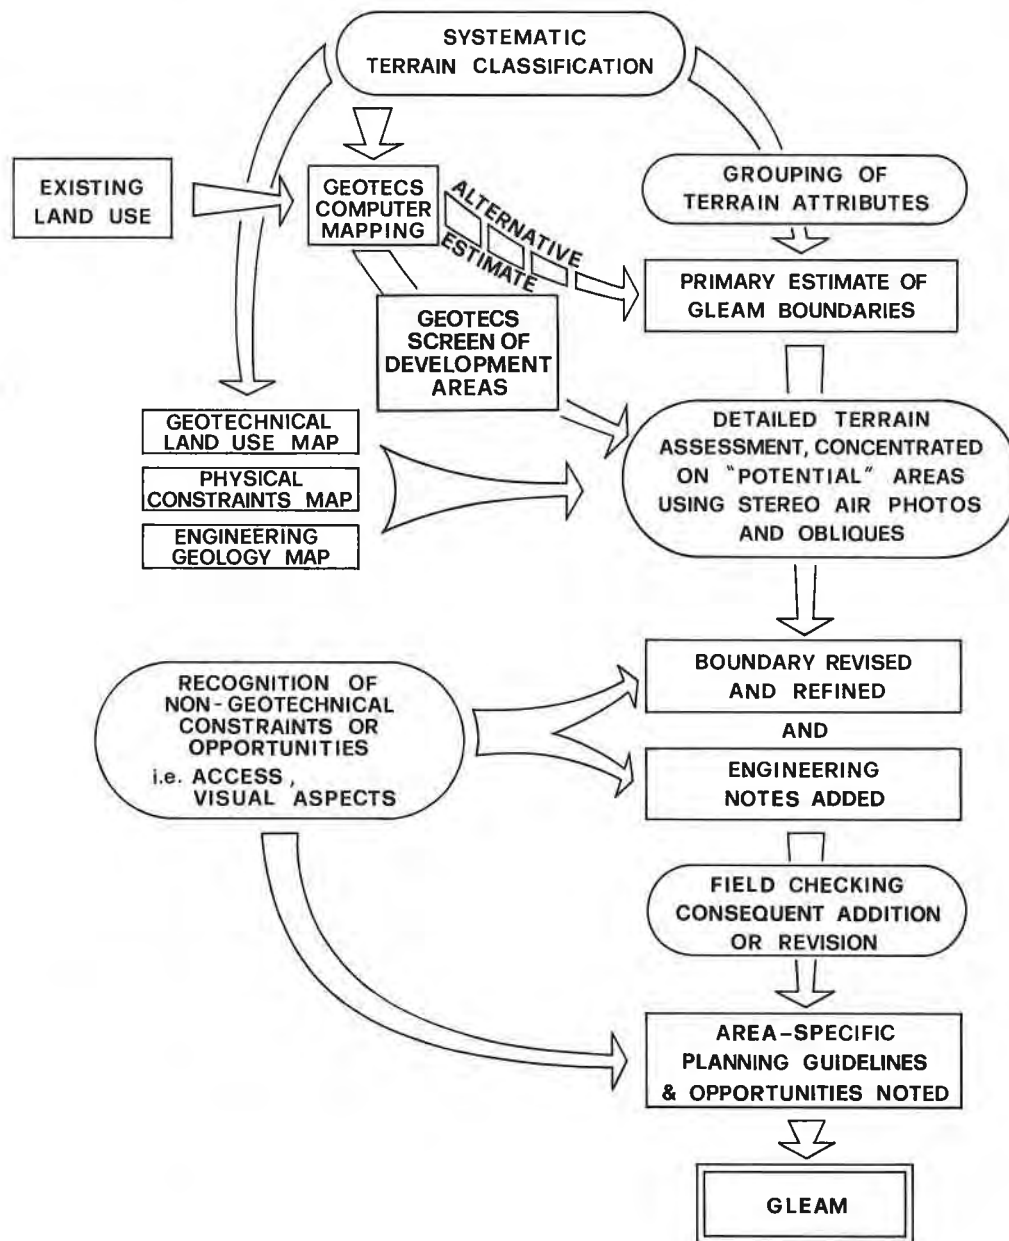 SYSTEMATIC
TERRAIN CLASSIFICATION
EXISTING
LAND USE
GEOTECS
COMPUTER
MAPPING
ALTERNATIVE
ESTIMATE
GROUPING OF
TERRAIN ATTRIBUTES
PRIMARY ESTIMATE OF
GLEAM BOUNDARIES
GEOTECS
SCREEN OF
DEVELOPMENT
AREAS
GEOTECHNICAL
LAND USE MAP
PHYSICAL
CONSTRAINTS MAP
ENGINEERING
GEOLOGY MAP
DETAILED TERRAIN
ASSESSMENT, CONCENTRATED
ON "POTENTIAL" AREAS
USING STEREO AIR PHOTOS
AND OBLIQUES
RECOGNITION OF
NON-GEOTECHNICAL
CONSTRAINTS OR
OPPORTUNITIES
i.e. ACCESS,
VISUAL ASPECTS
BOUNDARY REVISED
AND REFINED
AND
ENGINEERING
NOTES ADDED
FIELD CHECKING
CONSEQUENT ADDITION
OR REVISION
AREA-SPECIFIC
PLANNING GUIDELINES
& OPPORTUNITIES NOTED
GLEAM